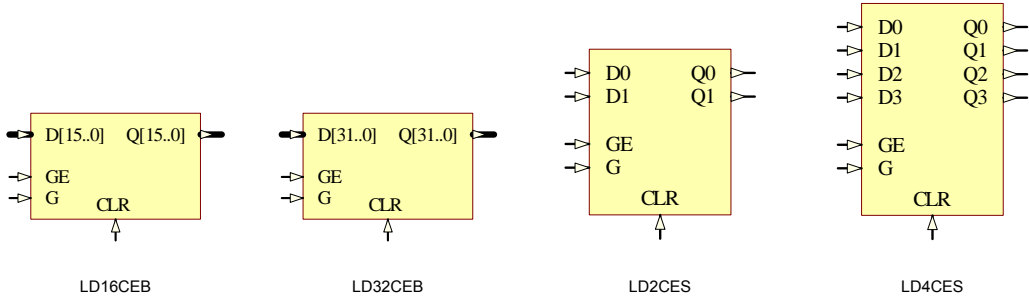 D[15..0] Q[15..0]
GE
G
CLR
LD16CEB
D[31..0] Q[31..0]
GE
G
CLR
LD32CEB
D0 Q0
D1 Q1
GE
G
CLR
LD2CES
D0 Q0
D1 Q1
D2 Q2
D3 Q3
GE
G
CLR
LD4CES